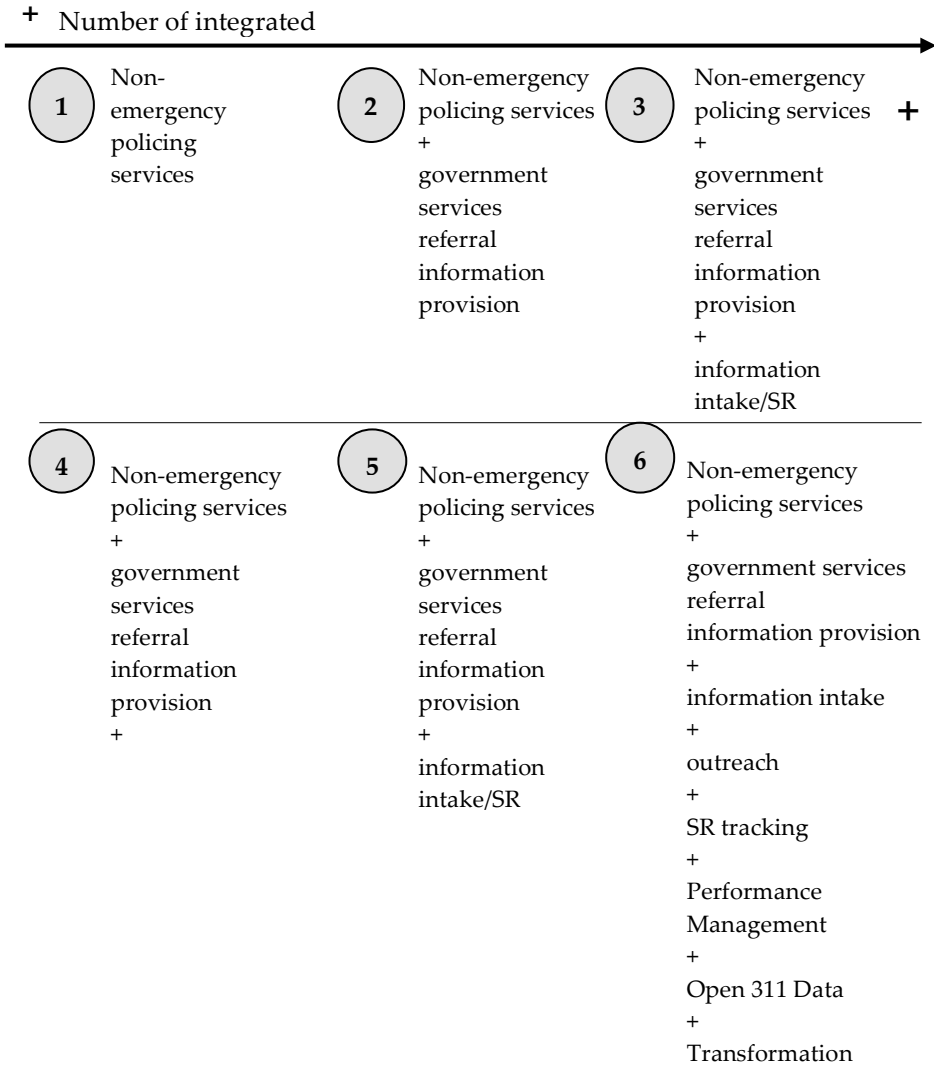 + Number of integrated
1
Non-
emergency
policing
services
2
Non-emergency
policing services
+
government
services
referral
information
provision
3
Non-emergency
policing services
+
government
services
referral
information
provision
+
information
intake/SR
+
4
Non-emergency
policing services
+
government
services
referral
information
provision
+
5
Non-emergency
policing services
+
government
services
referral
information
provision
+
information
intake/SR
6
Non-emergency
policing services
+
government services
referral
information provision
+
information intake
+
outreach
+
SR tracking
+
Performance
Management
+
Open 311 Data
+
Transformation